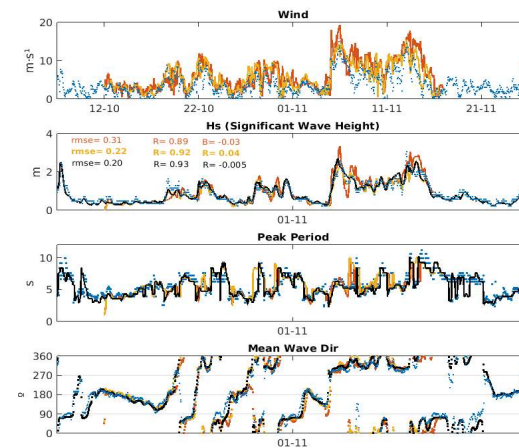 Wind
20
10
0
m·s¹
12-10 22-10 01-11 11-11 21-11
Hs (Significant Wave Height)
4
2
0
m
rmse= 0.31 R= 0.89 B= -0.03
rmse= 0.22 R= 0.92 R= 0.04
rmse= 0.20 R= 0.93 R= -0.005
01-11
Peak Period
10
5
0
s
01-11
Mean Wave Dir
360
270
180
90
0
º
01-11